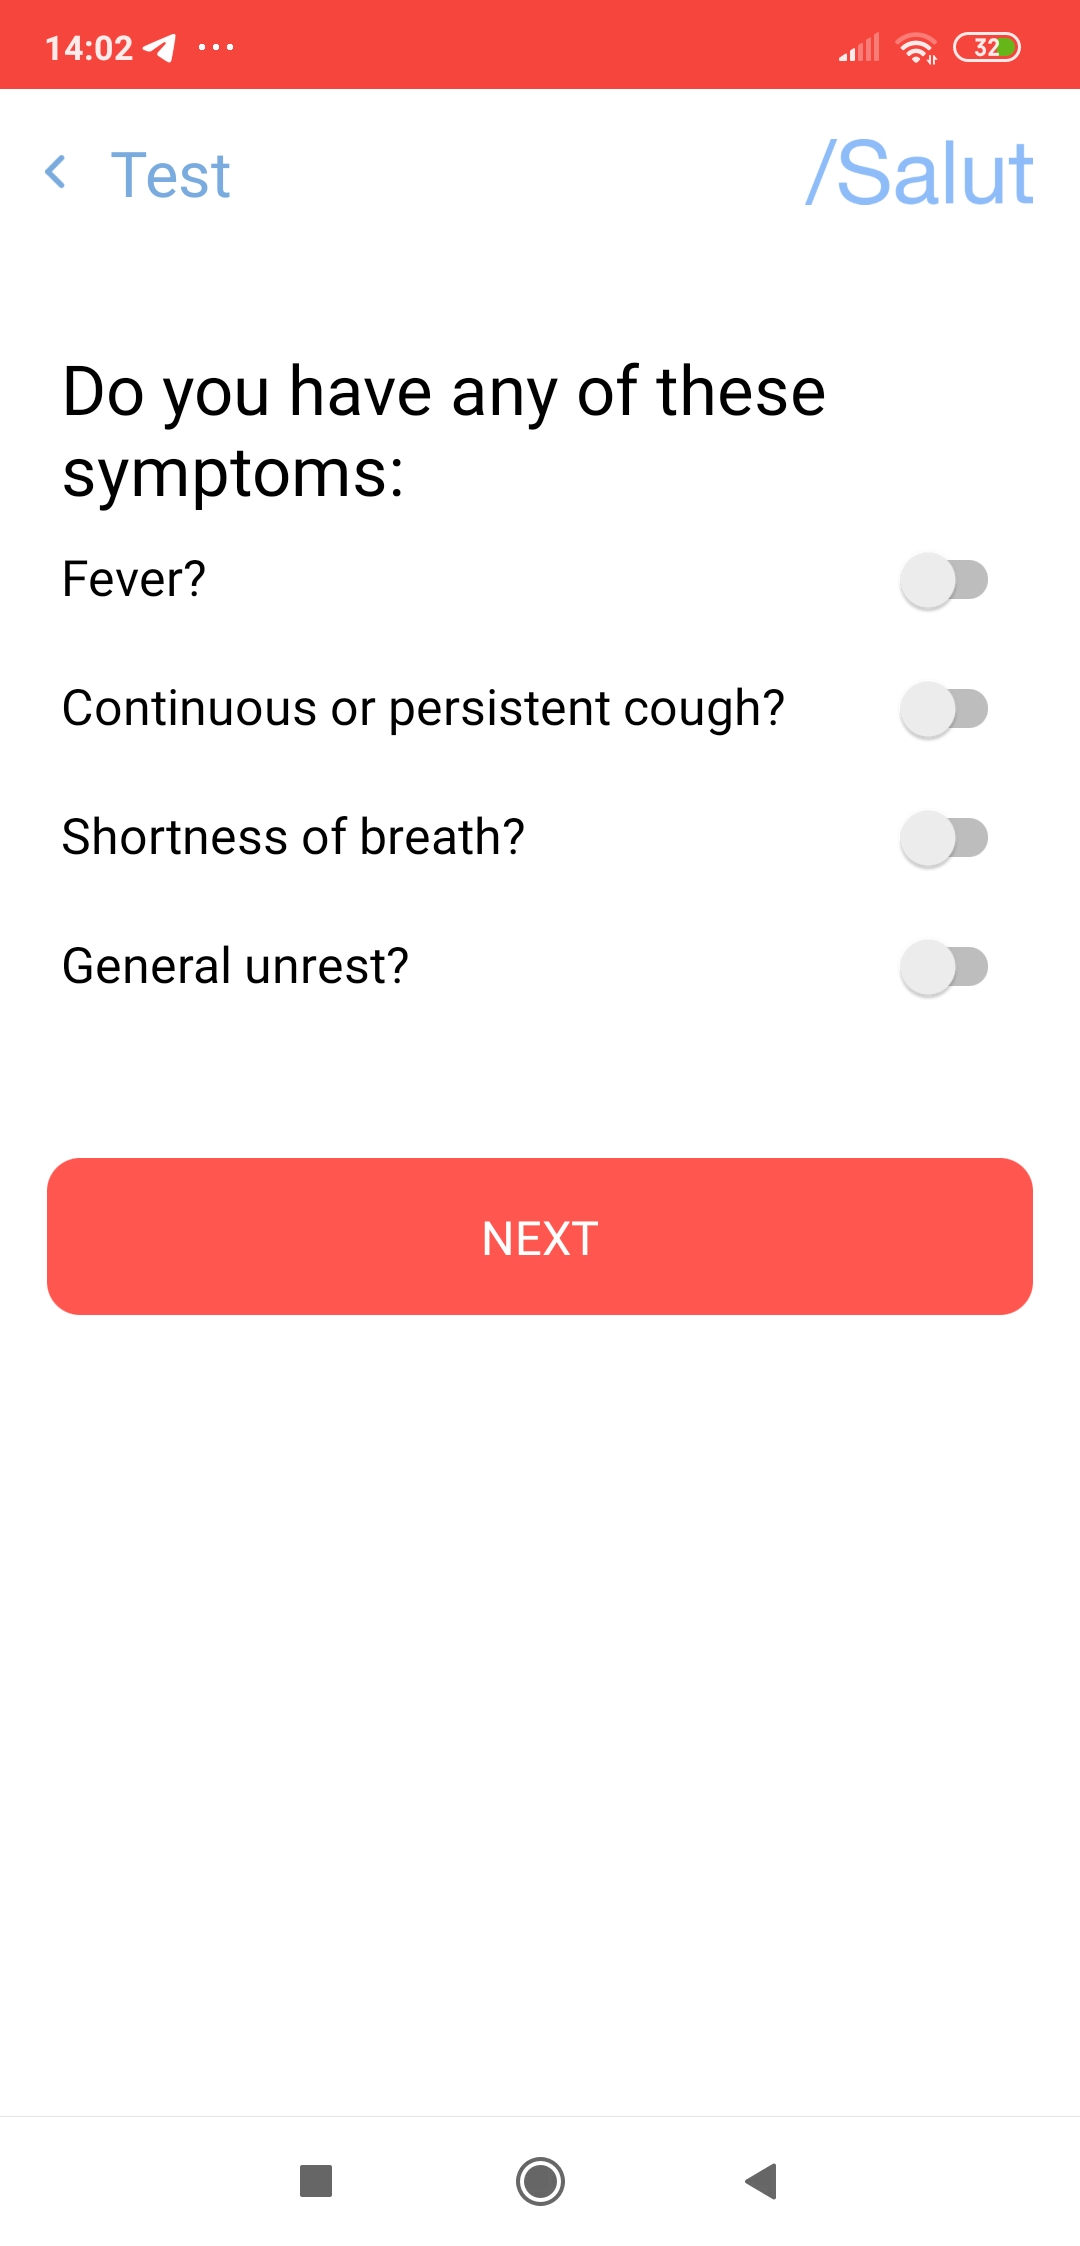 14:02 ... 32
Test /Salut
Do you have any of these
symptoms:
Fever?
Continuous or persistent cough?
Shortness of breath?
General unrest?
NEXT